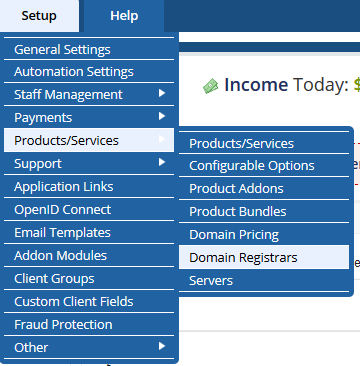 Setup Help
General Settings
Automation Settings
Staff Management
Payments
Products/Services
Support
Application Links
OpenID Connect
Email Templates
Addon Modules
Client Groups
Custom Client Fields
Fraud Protection
Other
Products/Services
Configurable Options
Product Addons
Product Bundles
Domain Pricing
Domain Registrars
Servers
Income Today: $